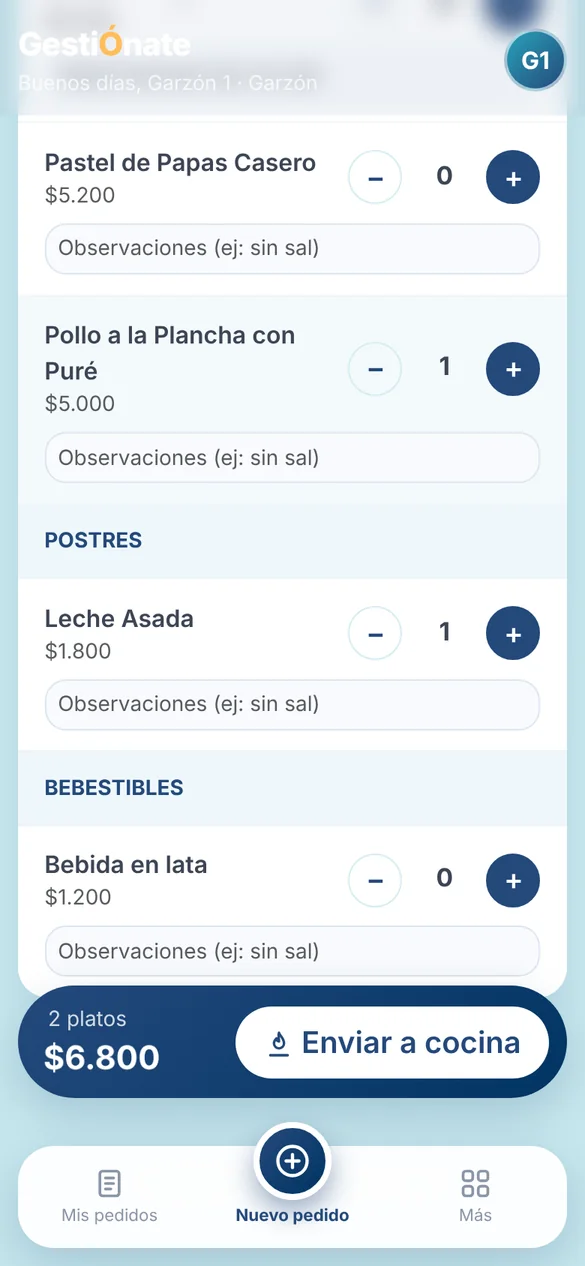 GestiÓnate
Buenos días, Garzón 1 · Garzón
G1
Pastel de Papas Casero
$5.200
− 0 +
Observaciones (ej: sin sal)
Pollo a la Plancha con
Puré
$5.000
− 1 +
Observaciones (ej: sin sal)
POSTRES
Leche Asada
$1.800
− 1 +
Observaciones (ej: sin sal)
BEBESTIBLES
Bebida en lata
$1.200
− 0 +
Observaciones (ej: sin sal)
2 platos
$6.800
Enviar a cocina
Mis pedidos
Nuevo pedido
Más